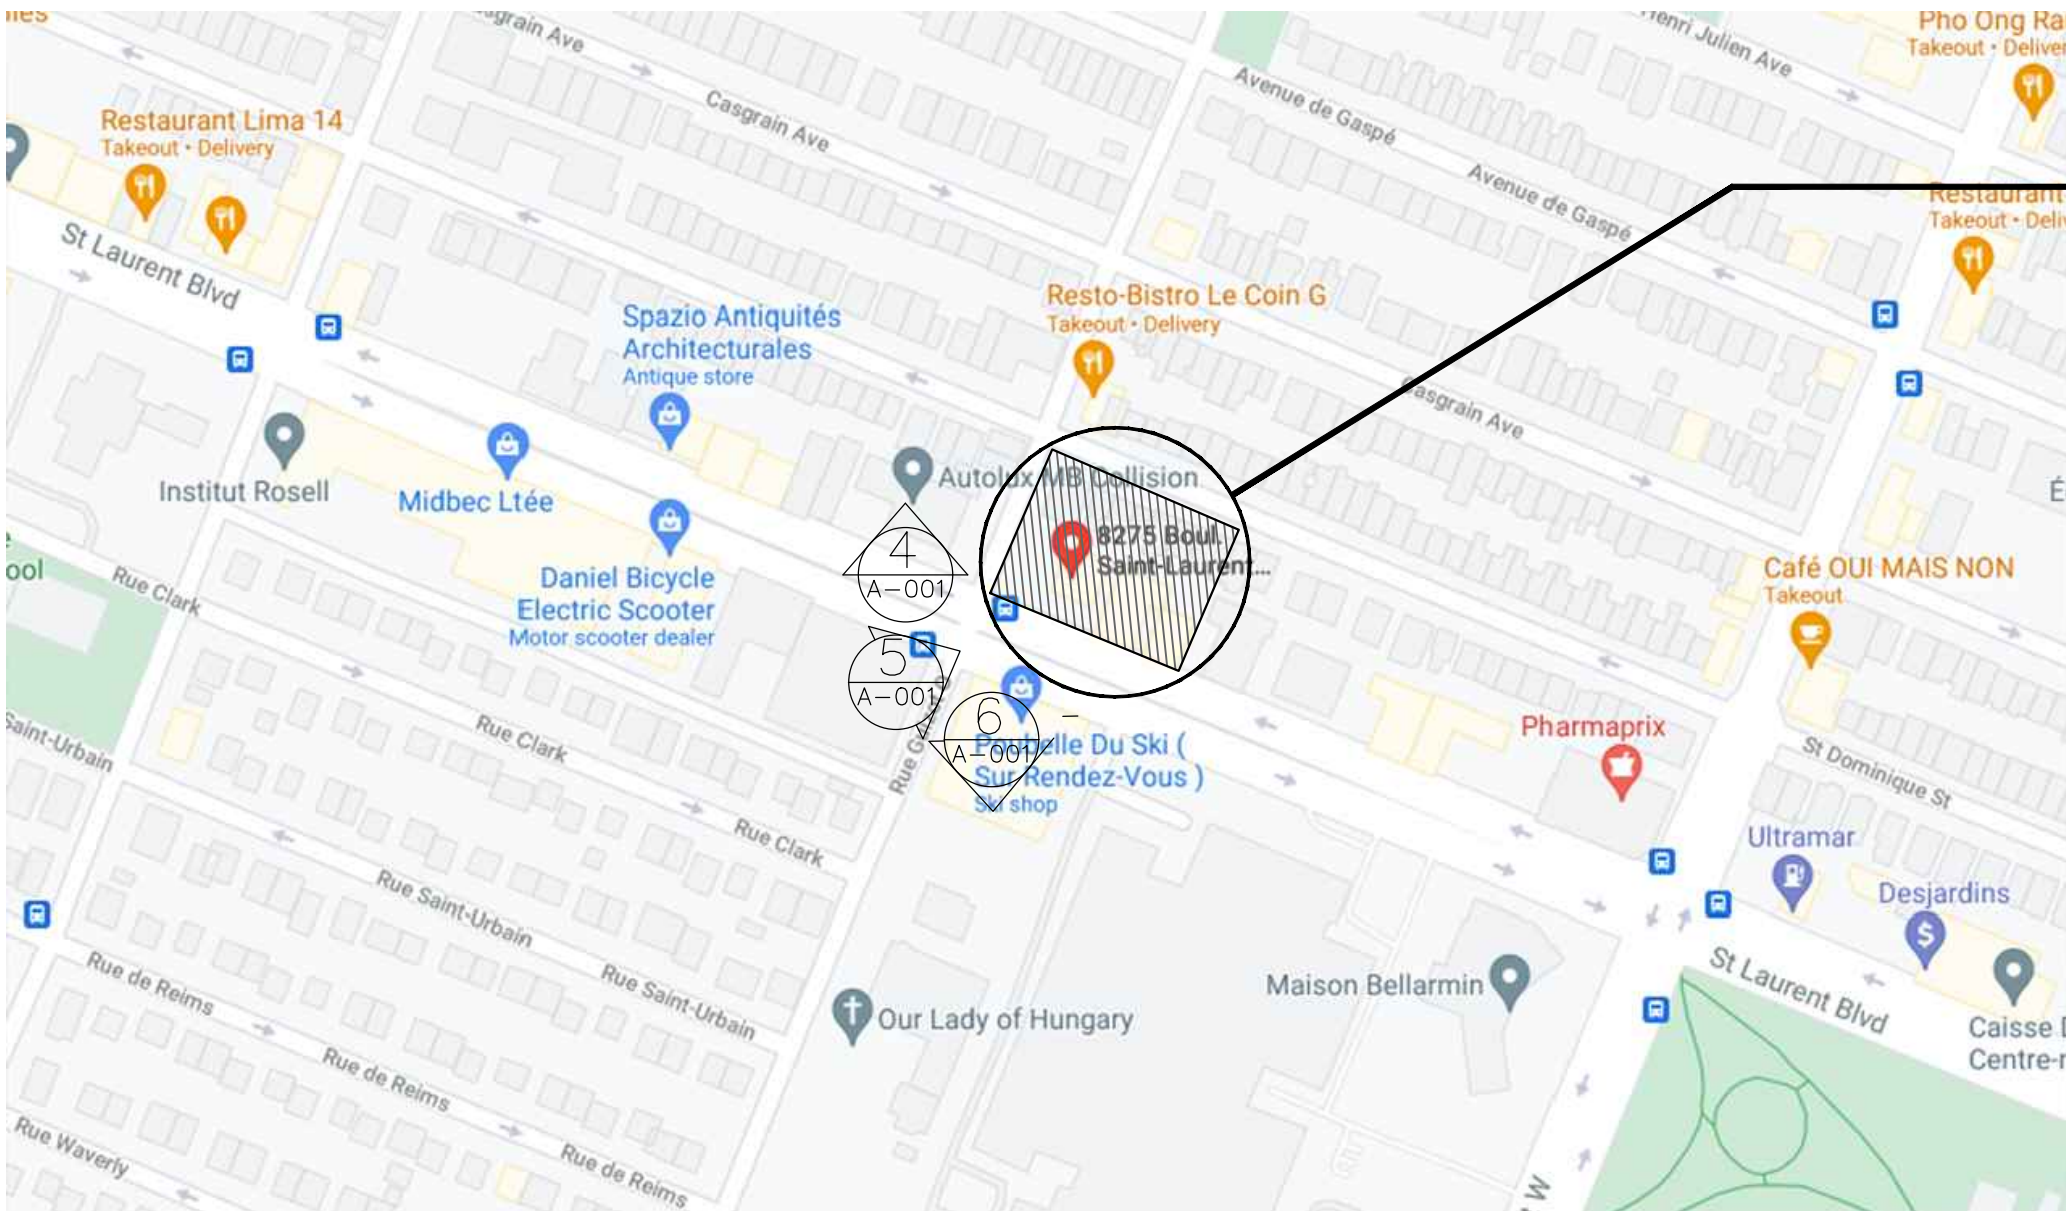 Casgrain Ave
Henri Julien Ave
Takeout • Deliver
Restaurant Lima 14
Takeout • Delivery
Casgrain Ave
Avenue de Gaspé
Avenue de Gaspé
Restaurant
Takeout • Deli
St Laurent Blvd
Spazio Antiquités
Architecturales
Antique store
Resto-Bistro Le Coin G
Takeout • Delivery
Casgrain Ave
Institut Rosell
Midbec Ltée
Autolux MB Collision
8275 Boul.
Saint-Laurent...
4
A-001
Daniel Bicycle
Electric Scooter
Motor scooter dealer
Rue Clark
5
A-001
6
A-001
Poubelle Du Ski (
Sur Rendez-Vous )
Ski shop
Café OUI MAIS NON
Takeout
Pharmaprix
St Dominique St
Saint-Urbain
Rue Clark
Rue Clark
Ultramar
Desjardins
Rue Saint-Urbain
Rue Saint-Urbain
Rue de Reims
Rue de Reims
Rue de Reims
Rue Waverly
Our Lady of Hungary
Maison Bellarmin
St Laurent Blvd
Caisse
W